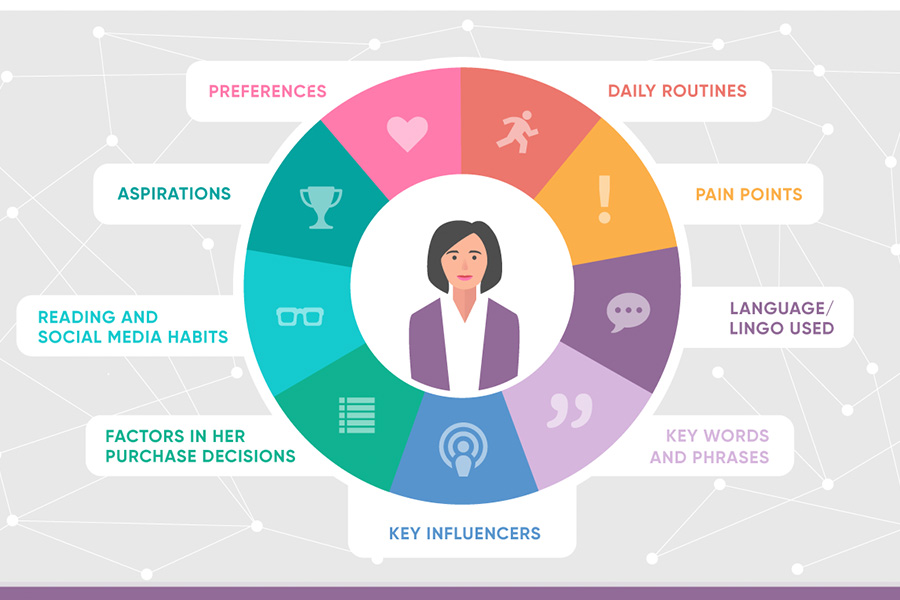 PREFERENCES
DAILY ROUTINES
ASPIRATIONS
PAIN POINTS
READING AND
SOCIAL MEDIA HABITS
LANGUAGE/
LINGO USED
FACTORS IN HER
PURCHASE DECISIONS
KEY WORDS
AND PHRASES
KEY INFLUENCERS